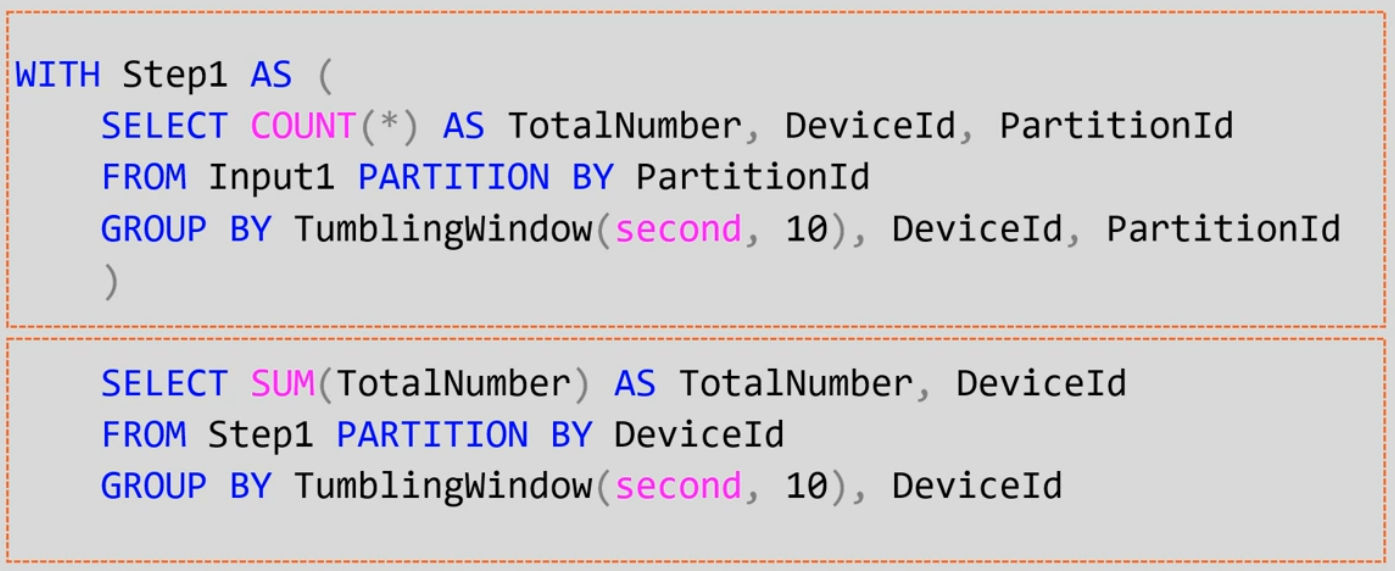 WITH Step1 AS (
SELECT COUNT(*) AS TotalNumber, DeviceId, PartitionId
FROM Input1 PARTITION BY PartitionId
GROUP BY TumblingWindow(second, 10), DeviceId, PartitionId
)
SELECT SUM(TotalNumber) AS TotalNumber, DeviceId
FROM Step1 PARTITION BY DeviceId
GROUP BY TumblingWindow(second, 10), DeviceId